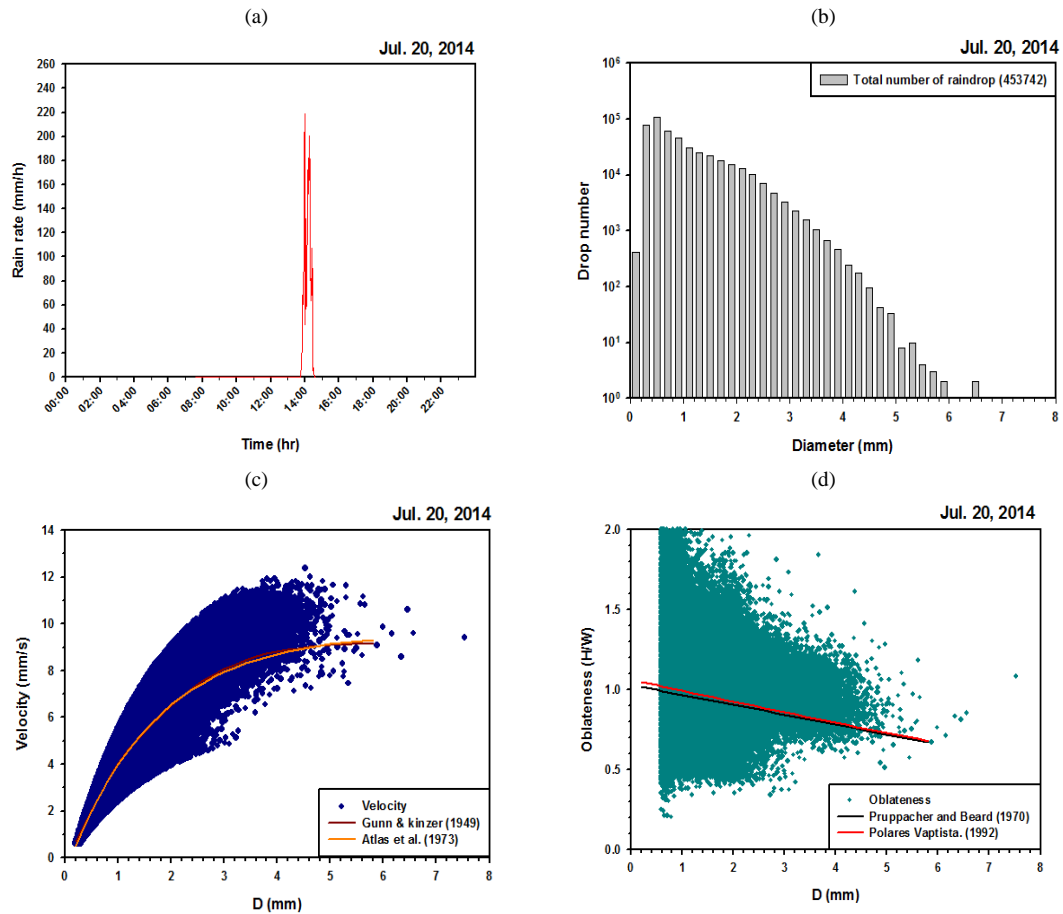 (a)
Jul. 20, 2014
260
240
220
200
180
160
140
120
100
80
60
40
20
0
Rain rate (mm/h)
00:00
02:00
04:00
06:00
08:00
10:00
12:00
14:00
16:00
18:00
20:00
22:00
Time (hr)
(b)
Jul. 20, 2014
Total number of raindrop (453742)
10⁶
10⁵
10⁴
10³
10²
10¹
10⁰
Drop number
0 1 2 3 4 5 6 7 8
Diameter (mm)
(c)
Jul. 20, 2014
14
12
10
8
6
4
2
0
Velocity (mm/s)
Velocity
Gunn & kinzer (1949)
Atlas et al. (1973)
0 1 2 3 4 5 6 7 8
D (mm)
(d)
Jul. 20, 2014
2.0
1.5
1.0
0.5
0.0
Oblateness (H/W)
Oblateness
Pruppacher and Beard (1970)
Polares Vaptista. (1992)
0 1 2 3 4 5 6 7 8
D (mm)